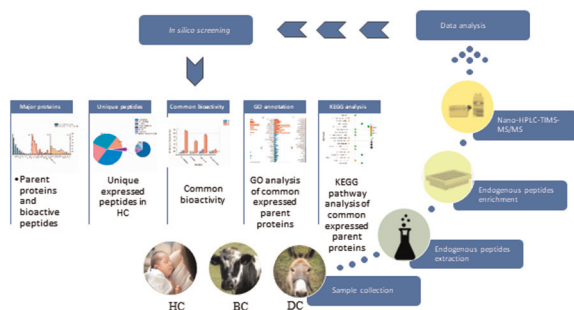 In silico screening
Data analysis
Major proteins
Unique peptides
Common bioactivity
GO annotation
KEGG analysis
Nano-HPLC-TIMS-
MS/MS
• Parent
proteins
and
bioactive
peptides
Unique
expressed
peptides in
HC
Common
bioactivity
GO
analysis of
common
expressed
parent
proteins
KEGG
pathway
analysis of
common
expressed
parent
proteins
Endogenous peptides
enrichment
Endogenous peptides
extraction
HC
BC
DC
Sample collection